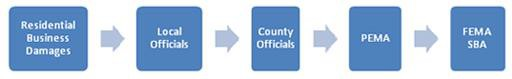 Residential
Business
Damages
Local
Officials
County
Officials
PEMA
FEMA
SBA